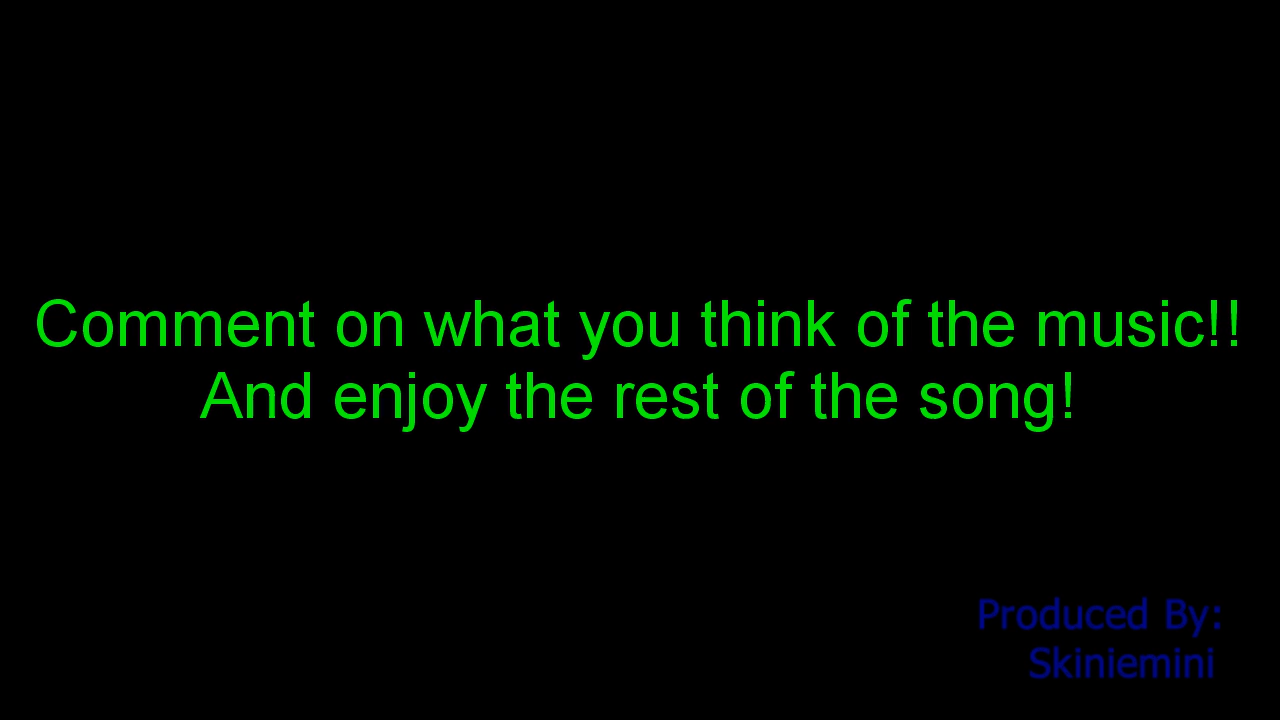 Comment on what you think of the music!!
And enjoy the rest of the song!
Produced By:
Skiniemini